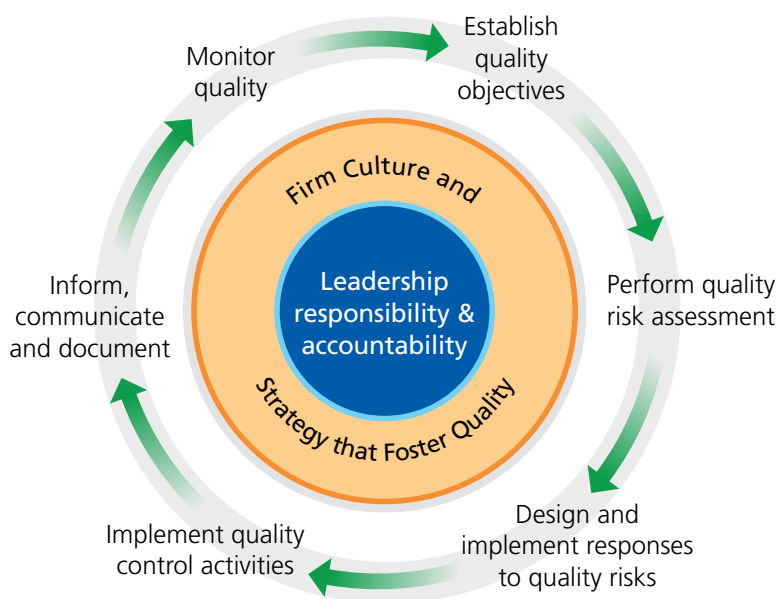 Monitor
quality
Establish
quality
objectives
Perform quality
risk assessment
Design and
implement responses
to quality risks
Implement quality
control activities
Inform,
communicate
and document
Firm Culture and
Strategy that Foster Quality
Leadership
responsibility &
accountability